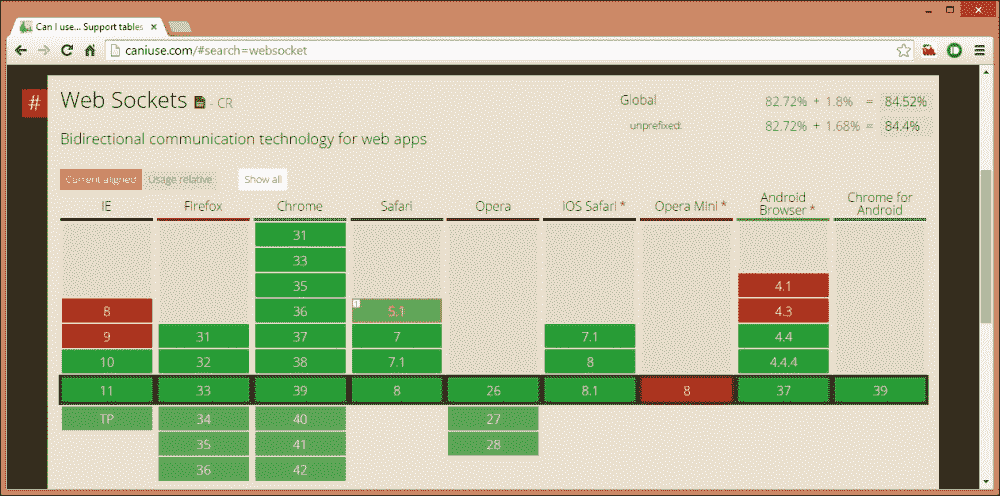 Can I use... Support tables
caniuse.com/#search=websocket
#
Web Sockets - CR
Global 82.72% + 1.8% = 84.52%
unprefixed: 82.72% + 1.68% = 84.4%
Bidirectional communication technology for web apps
Current aligned Usage relative Show all
IE Firefox Chrome Safari Opera iOS Safari * Opera Mini * Android Browser * Chrome for Android
31
33
35 4.1
8 36 1 5.1 4.3
9 31 37 7 7.1 4.4
10 32 38 7.1 8 4.4.4
11 33 39 8 26 8.1 8 37 39
TP 34 40 27
35 41 28
36 42